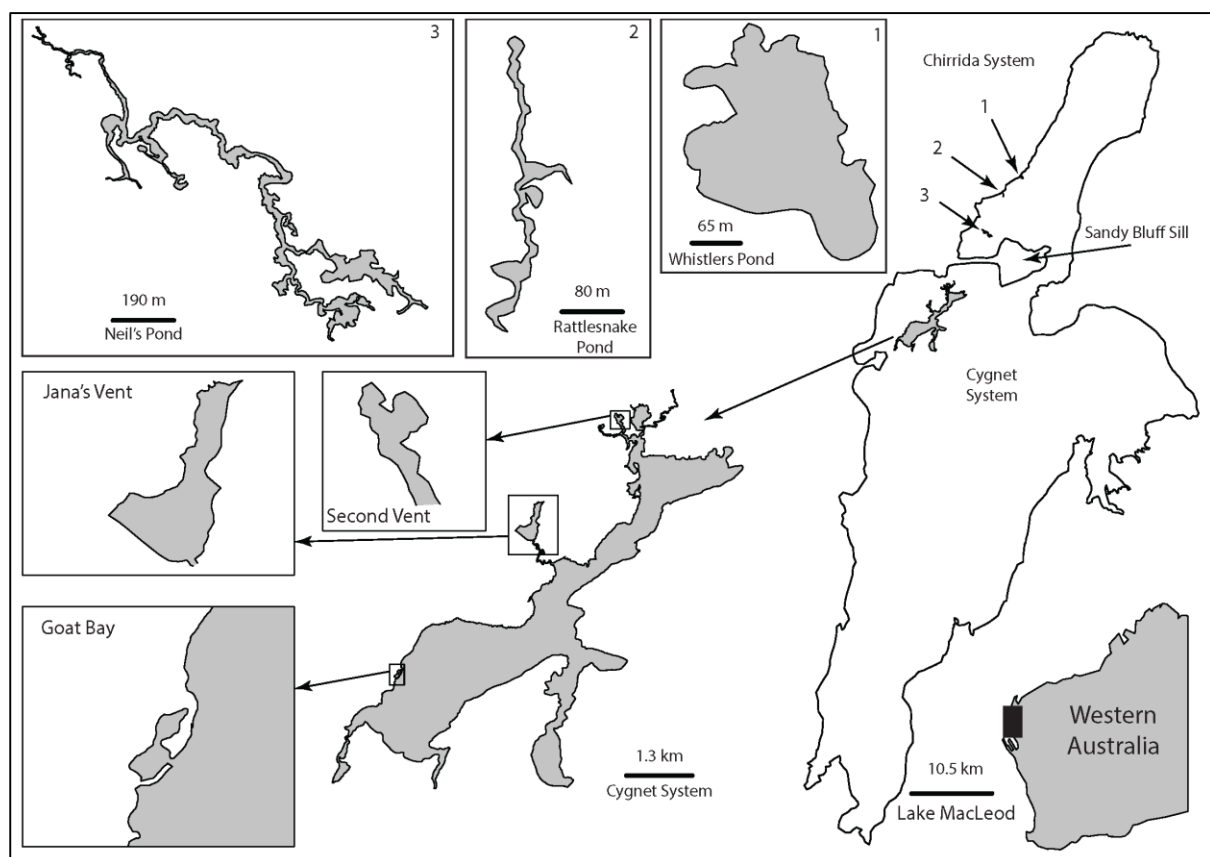 3
190 m
Neil's Pond
2
80 m
Rattlesnake
Pond
1
65 m
Whistlers Pond
Chirrida System
1
2
3
Sandy Bluff Sill
Cygnet
System
Jana's Vent
Second Vent
Goat Bay
1.3 km
Cygnet System
10.5 km
Lake MacLeod
Western
Australia